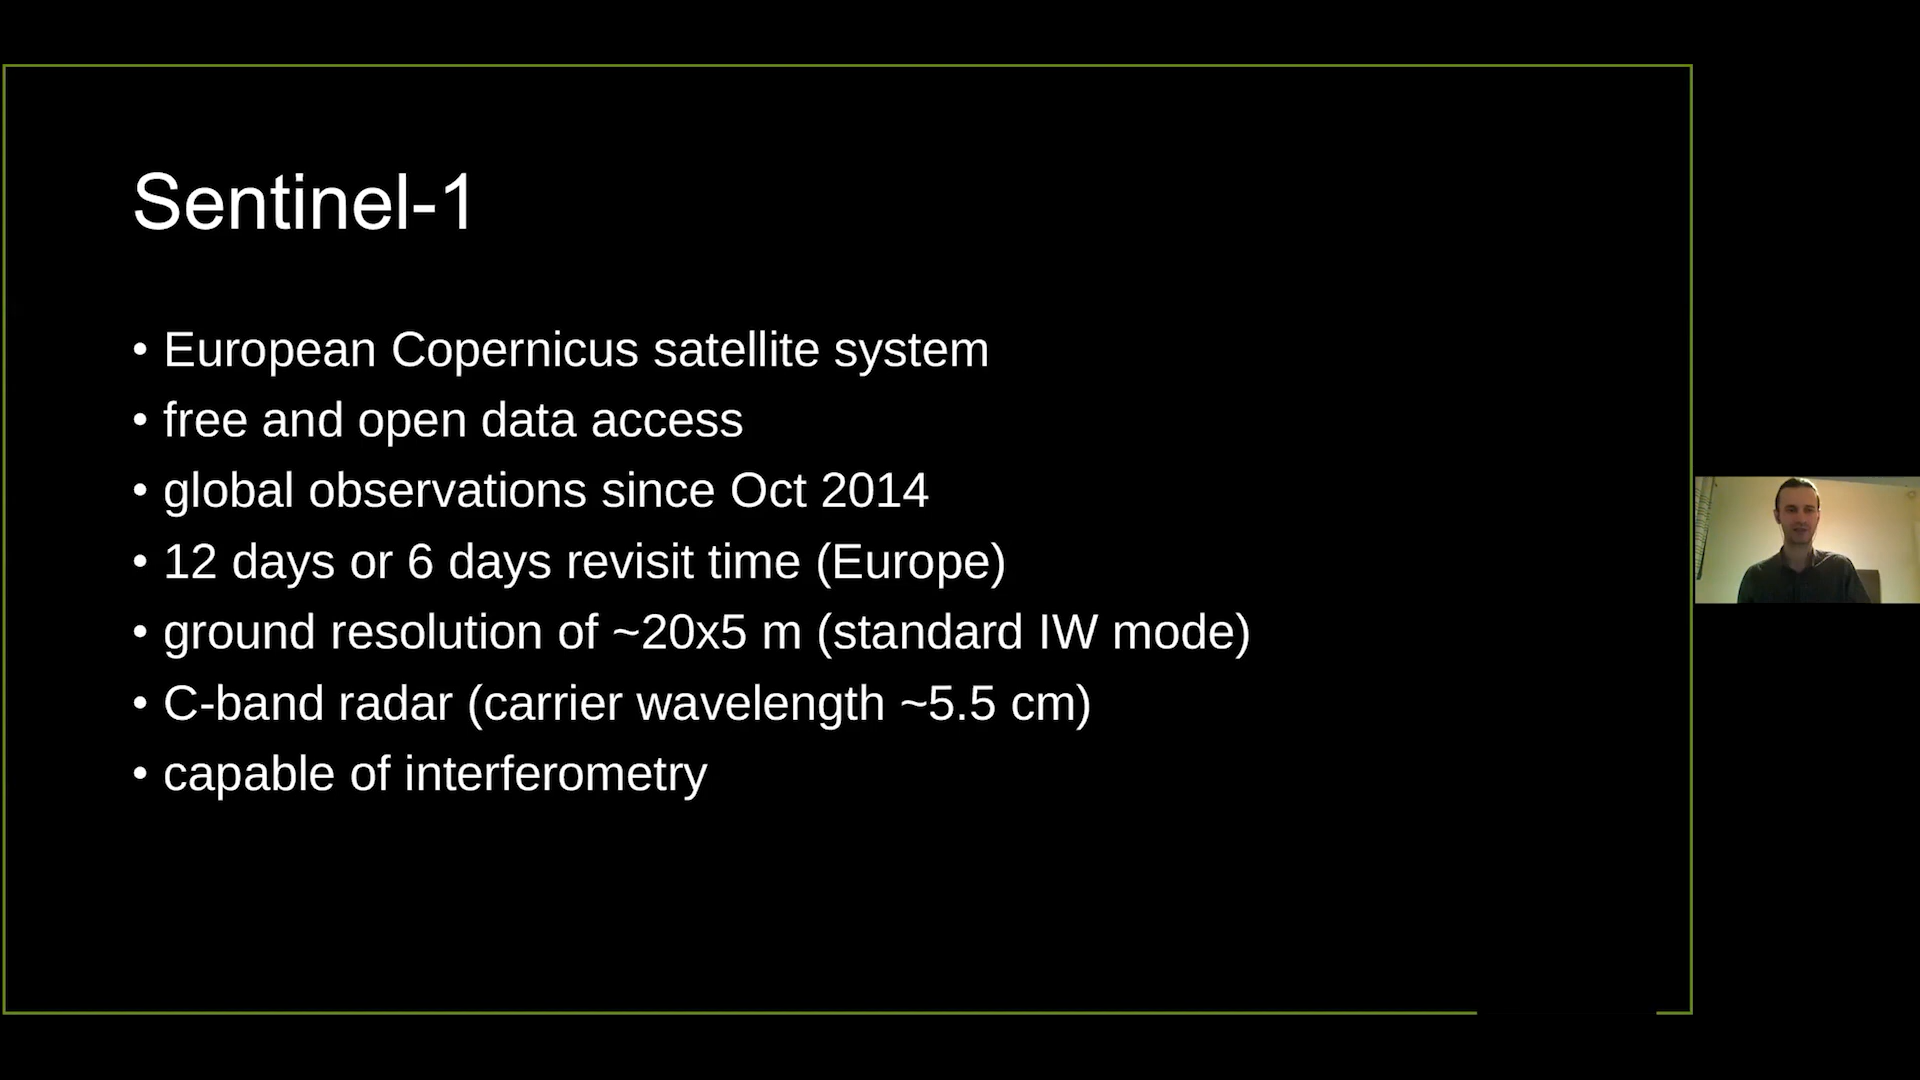 Sentinel-1
• European Copernicus satellite system
• free and open data access
• global observations since Oct 2014
• 12 days or 6 days revisit time (Europe)
• ground resolution of ~20x5 m (standard IW mode)
• C-band radar (carrier wavelength ~5.5 cm)
• capable of interferometry